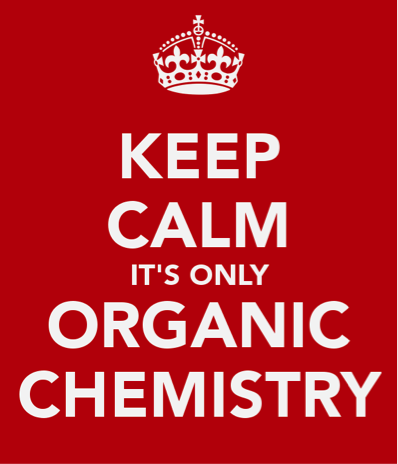 KEEP
CALM
IT'S ONLY
ORGANIC
CHEMISTRY